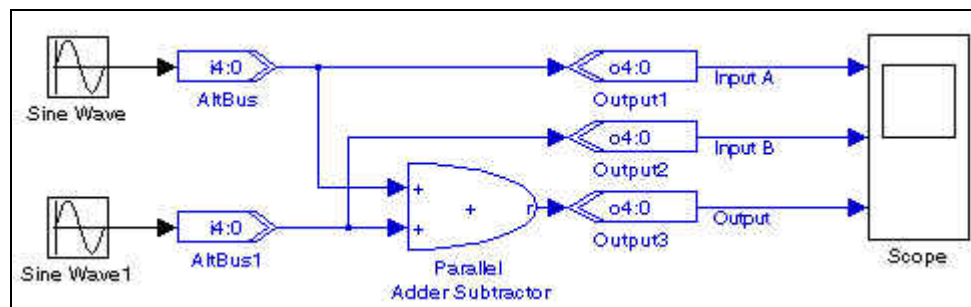 i4:0
o4:0
Input A
Sine Wave
AltBus
Output1
o4:0
Input B
Output2
+
+
+
r
i4:0
o4:0
Output
Sine Wave1
AltBus1
Output3
Parallel
Adder Subtractor
Scope